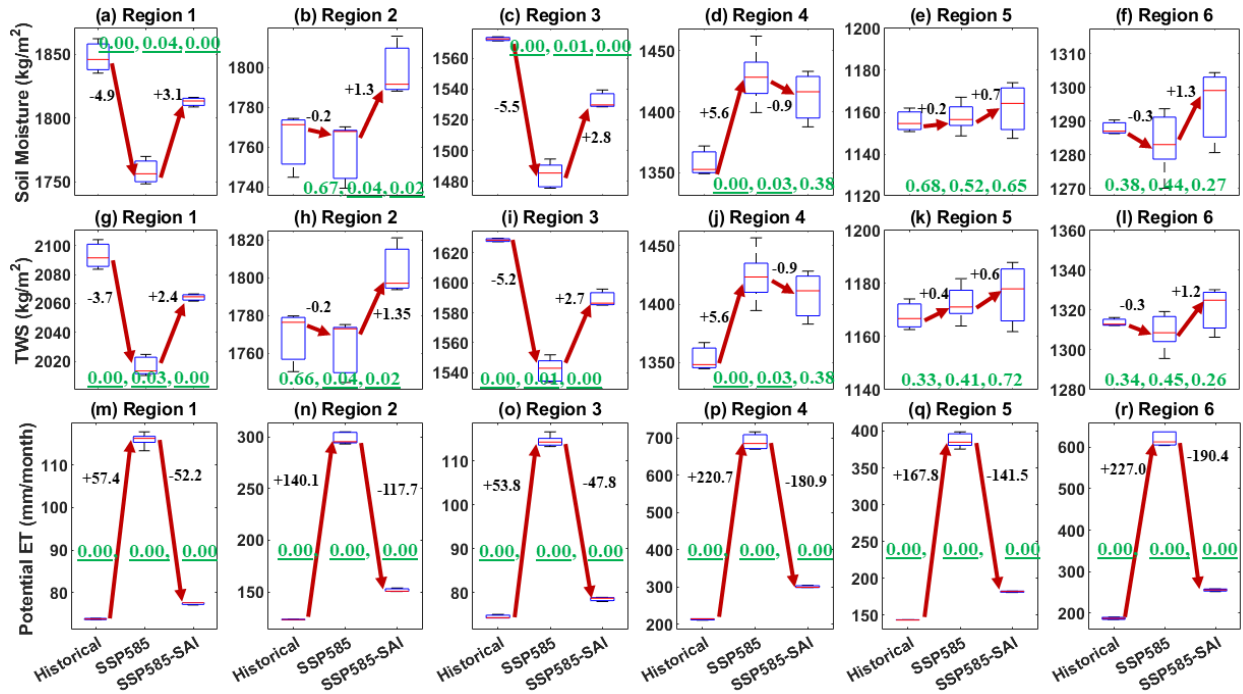 (a) Region 1
(b) Region 2
(c) Region 3
(d) Region 4
(e) Region 5
(f) Region 6
Soil Moisture (kg/m²)
1850
1800
1750
0.00, 0.04, 0.00
-4.9
+3.1
1800
1780
1760
1740
-0.2
+1.3
0.67, 0.04, 0.02
1560
1540
1520
1500
1480
0.00, 0.01, 0.00
-5.5
+2.8
1450
1400
1350
+5.6
-0.9
0.00, 0.03, 0.38
1200
1180
1160
1140
1120
+0.2
+0.7
0.68, 0.52, 0.65
1310
1300
1290
1280
1270
-0.3
+1.3
0.38, 0.44, 0.27
(g) Region 1
(h) Region 2
(i) Region 3
(j) Region 4
(k) Region 5
(l) Region 6
TWS (kg/m²)
2100
2080
2060
2040
2020
-3.7
+2.4
0.00, 0.03, 0.00
1820
1800
1780
1760
-0.2
+1.35
0.66, 0.04, 0.02
1620
1600
1580
1560
1540
-5.2
+2.7
0.00, 0.01, 0.00
1450
1400
1350
+5.6
-0.9
0.00, 0.03, 0.38
1200
1180
1160
1140
+0.4
+0.6
0.33, 0.41, 0.72
1360
1340
1320
1300
1280
-0.3
+1.2
0.34, 0.45, 0.26
(m) Region 1
(n) Region 2
(o) Region 3
(p) Region 4
(q) Region 5
(r) Region 6
Potential ET (mm/month)
110
100
90
80
+57.4
-52.2
0.00, 0.00, 0.00
300
250
200
150
+140.1
-117.7
0.00, 0.00, 0.00
110
100
90
80
+53.8
-47.8
0.00, 0.00, 0.00
700
600
500
400
300
200
+220.7
-180.9
0.00, 0.00, 0.00
400
350
300
250
200
150
+167.8
-141.5
0.00, 0.00, 0.00
600
500
400
300
200
+227.0
-190.4
0.00, 0.00, 0.00
Historical
SSP585
SSP585-SAI
Historical
SSP585
SSP585-SAI
Historical
SSP585
SSP585-SAI
Historical
SSP585
SSP585-SAI
Historical
SSP585
SSP585-SAI
Historical
SSP585
SSP585-SAI